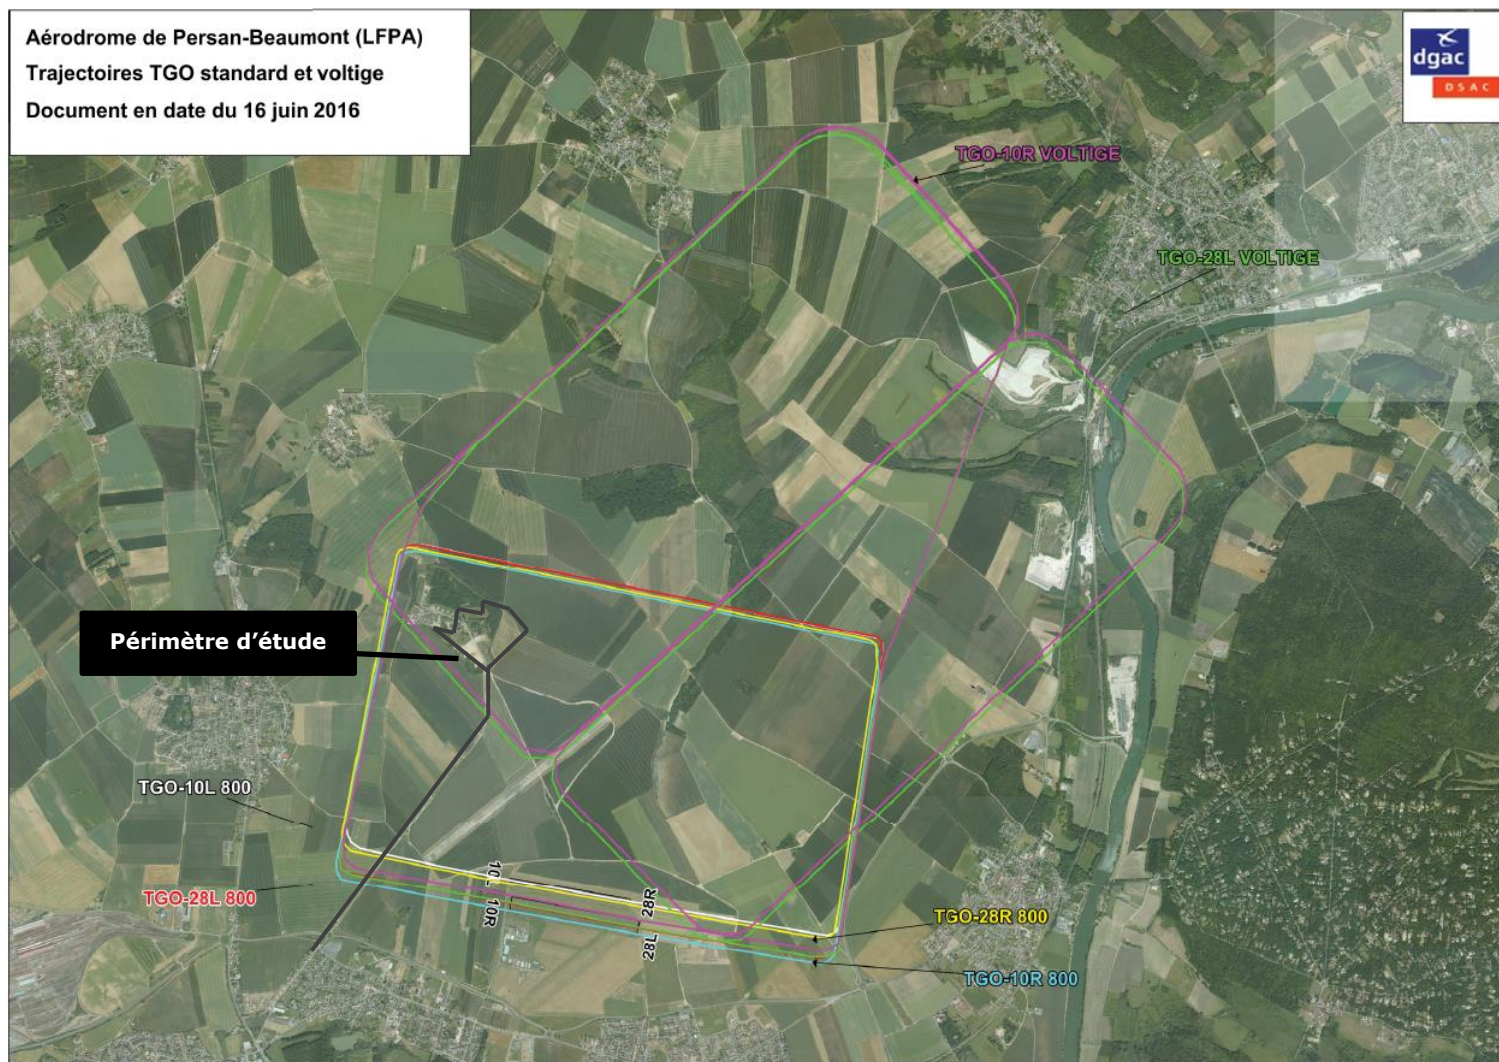 Aérodrome de Persan-Beaumont (LFPA)
Trajectoires TGO standard et voltige
Document en date du 16 juin 2016
dgac
DSAC
TGO-10R VOLTIGE
TGO-28L VOLTIGE
Périmètre d’étude
TGO-10L 800
TGO-28L 800
10L
10R
28R
28L
TGO-28R 800
TGO-10R 800